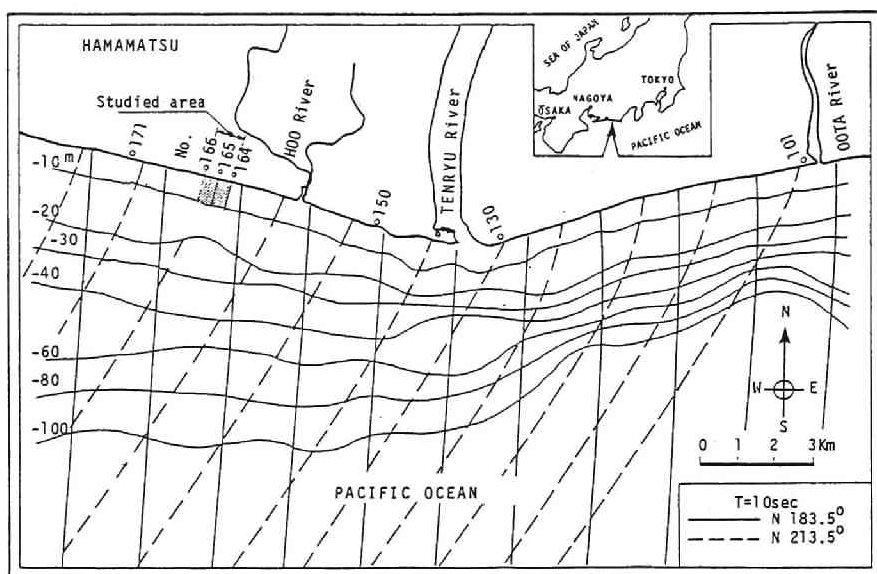 HAMAMATSU
Studied area
HOO River
TENRYU River
OOTA River
SEA OF JAPAN
TOKYO
NAGOYA
OSAKA
PACIFIC OCEAN
No.
171
166
165
164
150
130
101
-10m
-20
-30
-40
-60
-80
-100
N
W E
S
0 1 2 3Km
PACIFIC OCEAN
T=10sec
N 183.5°
N 213.5°